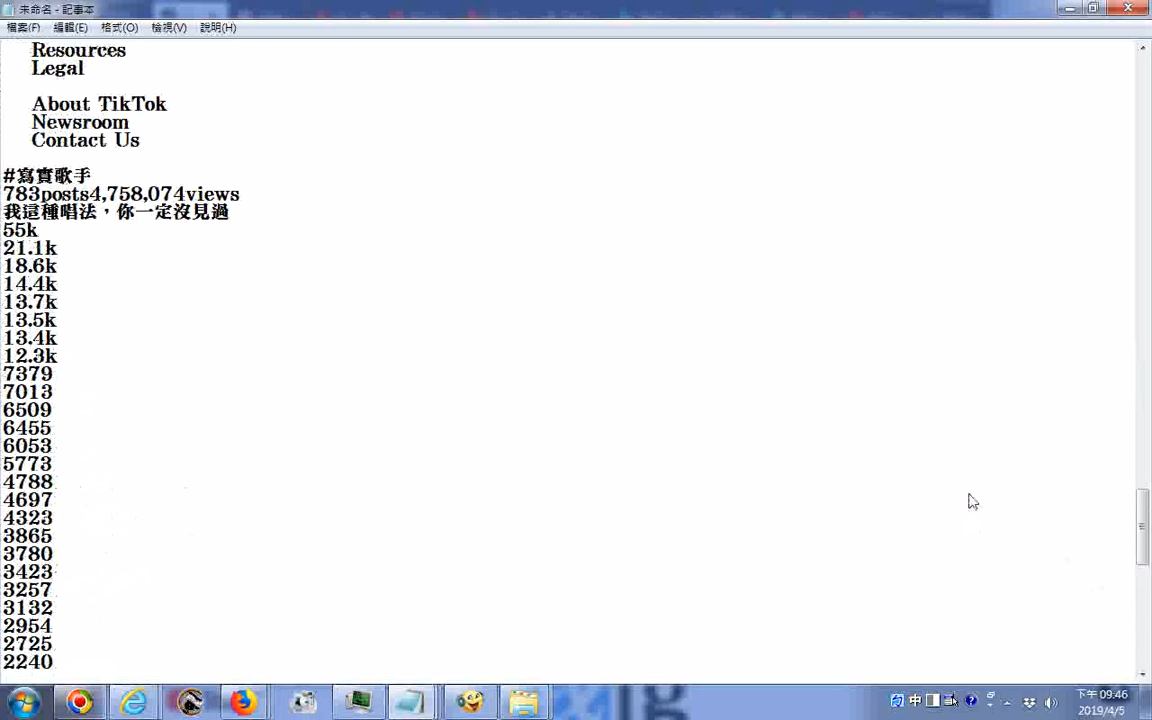 未命名 - 記事本
檔案(F) 編輯(E) 格式(O) 檢視(V) 說明(H)
Resources
Legal
About TikTok
Newsroom
Contact Us
#寫實歌手
783posts4,758,074views
我這種唱法，你一定沒見過
55k
21.1k
18.6k
14.4k
13.7k
13.5k
13.4k
12.3k
7379
7013
6509
6455
6053
5773
4788
4697
4323
3865
3780
3423
3257
3132
2954
2725
2240
中
下午 09:46
2019/4/5